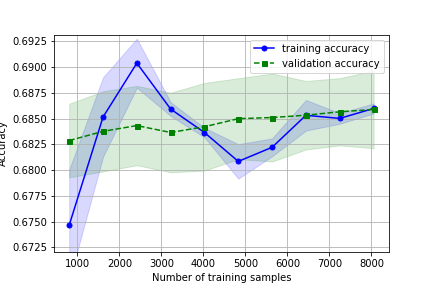 0.6925
0.6900
0.6875
0.6850
0.6825
0.6800
0.6775
0.6750
0.6725
Accuracy
training accuracy
validation accuracy
1000 2000 3000 4000 5000 6000 7000 8000
Number of training samples